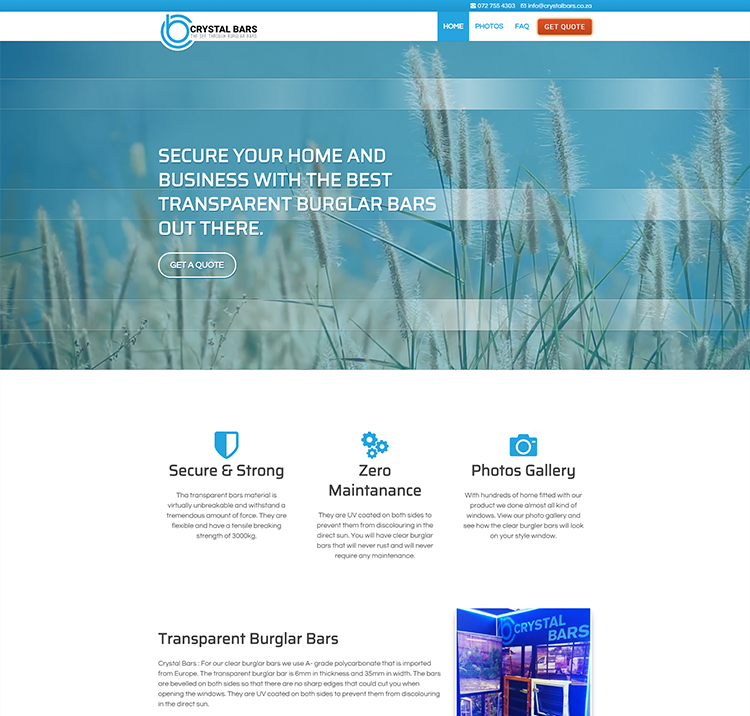 072 755 4303 info@crystalbars.co.za
CRYSTAL BARS
THE SEE THROUGH BURGLAR BARS
HOME PHOTOS FAQ GET QUOTE
SECURE YOUR HOME AND
BUSINESS WITH THE BEST
TRANSPARENT BURGLAR BARS
OUT THERE.
GET A QUOTE
Secure & Strong
Tha transparent bars material is
virtually unbreakable and withstand a
tremendous amount of force. They are
flexible and have a tensile breaking
strength of 3000kg.
Zero
Maintanance
They are UV coated on both sides to
prevent them from discolouring in the
direct sun. You will have clear burglar
bars that will never rust and will never
require any maintenance.
Photos Gallery
With hundreds of home fitted with our
product we done almost all kind of
windows. View our photo gallery and
see how the clear burglar bars will look
on your style window.
Transparent Burglar Bars
Crystal Bars : For our clear burglar bars we use A- grade polycarbonate that is imported
from Europe. The transparent burglar bar is 6mm in thickness and 35mm in width. The bars
are bevelled on both sides so that there are no sharp edges that could cut you when
opening the windows. They are UV coated on both sides to prevent them from discolouring
in the direct sun.
CRYSTAL
BARS